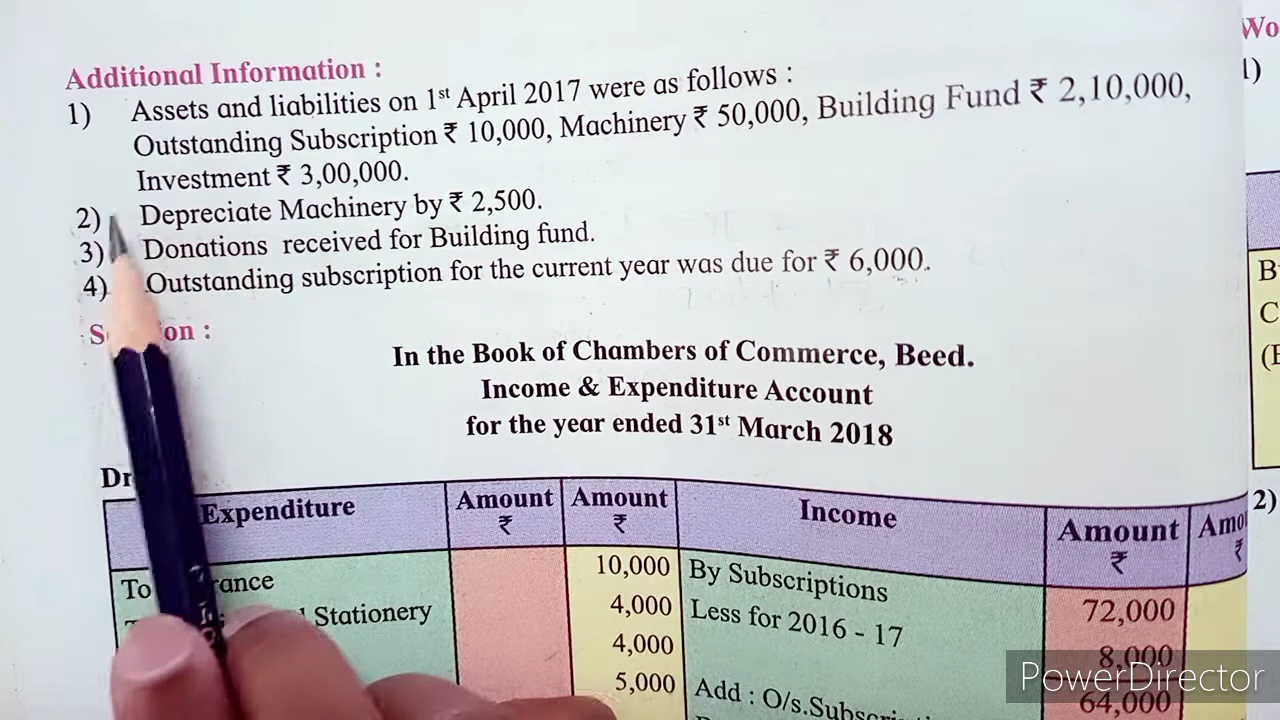 Additional Information :
1) Assets and liabilities on 1st April 2017 were as follows :
Outstanding Subscription ₹ 10,000, Machinery ₹ 50,000, Building Fund ₹ 2,10,000,
Investment ₹ 3,00,000.
2) Depreciate Machinery by ₹ 2,500.
3) Donations received for Building fund.
4) Outstanding subscription for the current year was due for ₹ 6,000.
In the Book of Chambers of Commerce, Beed.
Income & Expenditure Account
for the year ended 31st March 2018
Dr
Expenditure Amount ₹ Amount ₹ Income Amount ₹
To 10,000 By Subscriptions 72,000
Stationery 4,000 Less for 2016 - 17 8,000
4,000 64,000
5,000 Add : O/s.
1)
2)
PowerDirector